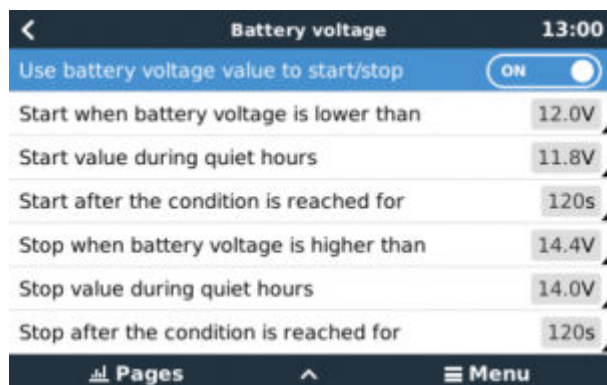 Battery voltage 13:00
Use battery voltage value to start/stop ON
Start when battery voltage is lower than 12.0V
Start value during quiet hours 11.8V
Start after the condition is reached for 120s
Stop when battery voltage is higher than 14.4V
Stop value during quiet hours 14.0V
Stop after the condition is reached for 120s
Pages Menu